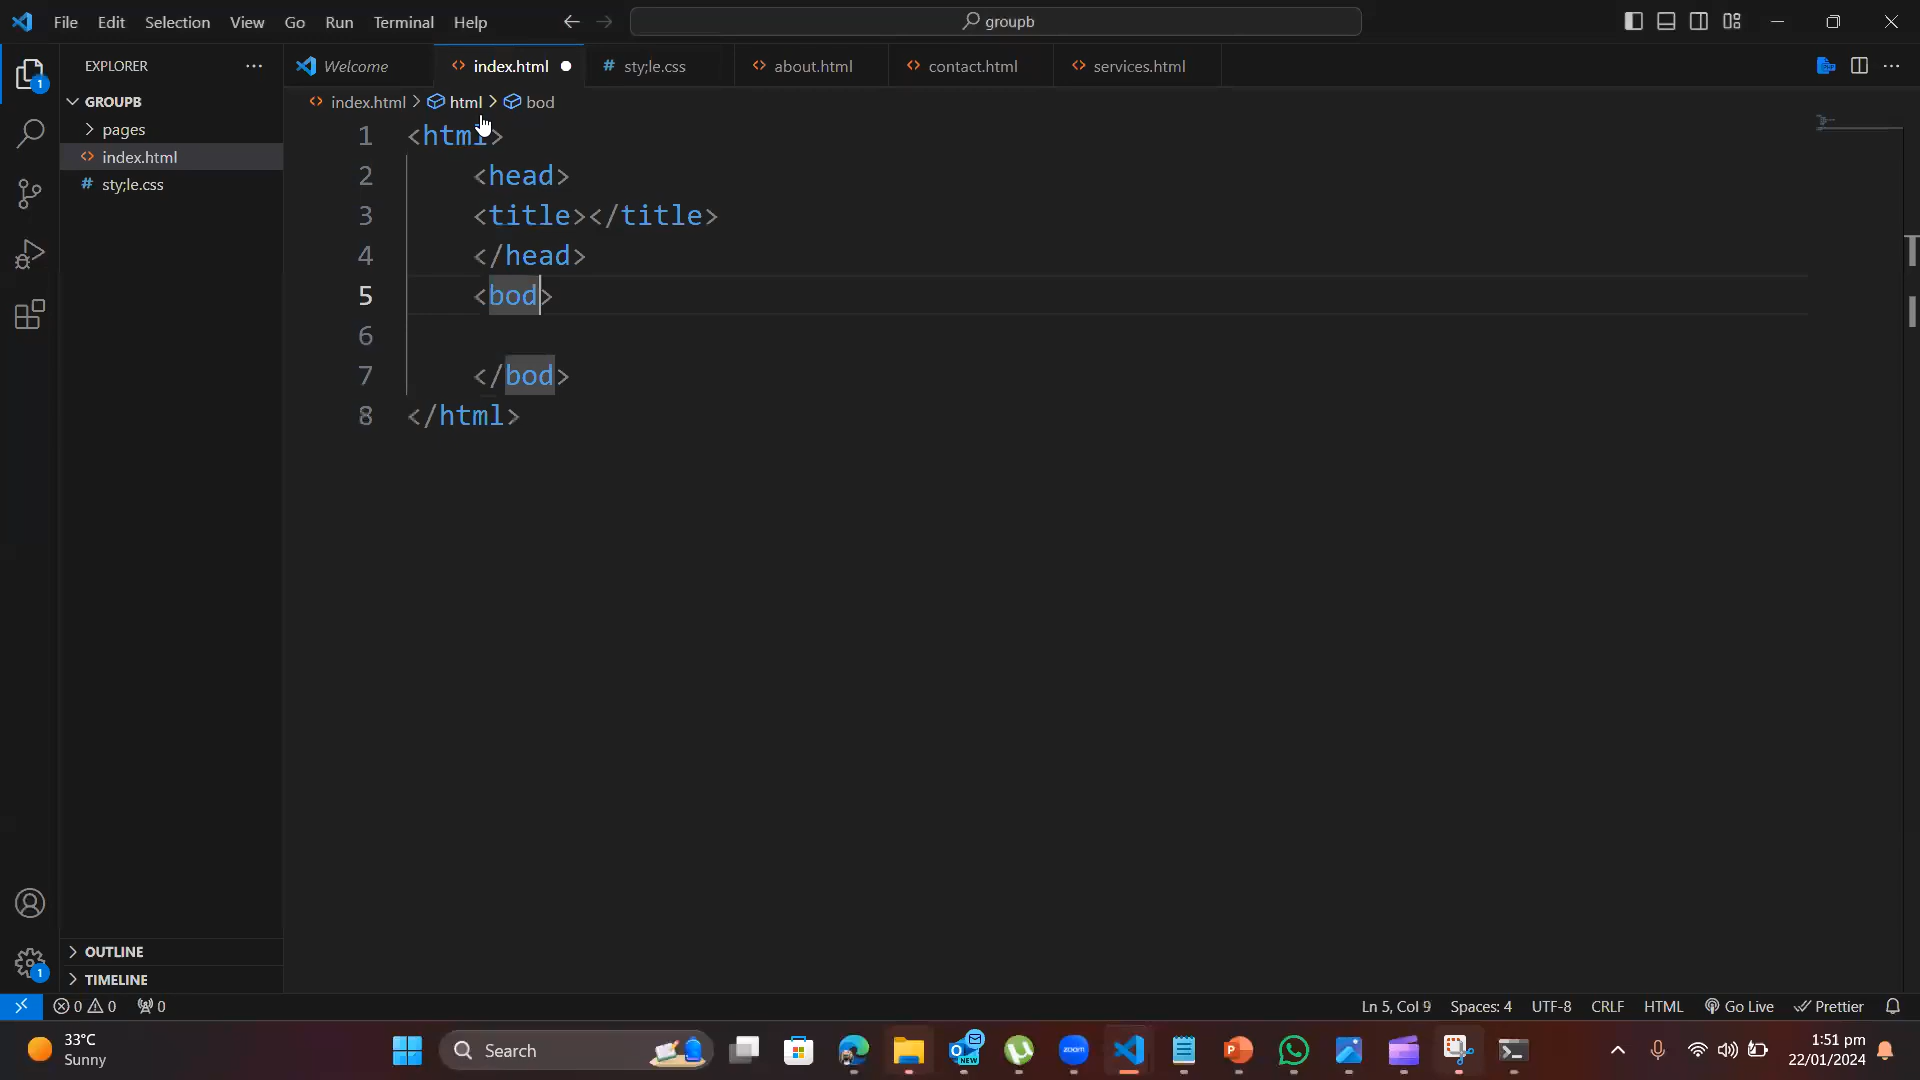 File Edit Selection View Go Run Terminal Help groupb
EXPLORER
Welcome index.html sty;le.css about.html contact.html services.html
GROUPB
pages
index.html
sty;le.css
index.html html bod
1 <html>
2 <head>
3 <title></title>
4 </head>
5 <bod>
6
7 </bod>
8 </html>
1
1
OUTLINE
TIMELINE
0 0 0 Ln 5, Col 9 Spaces: 4 UTF-8 CRLF HTML Go Live Prettier
33°C
Sunny
Search
NEW
zoom
1:51 pm
22/01/2024